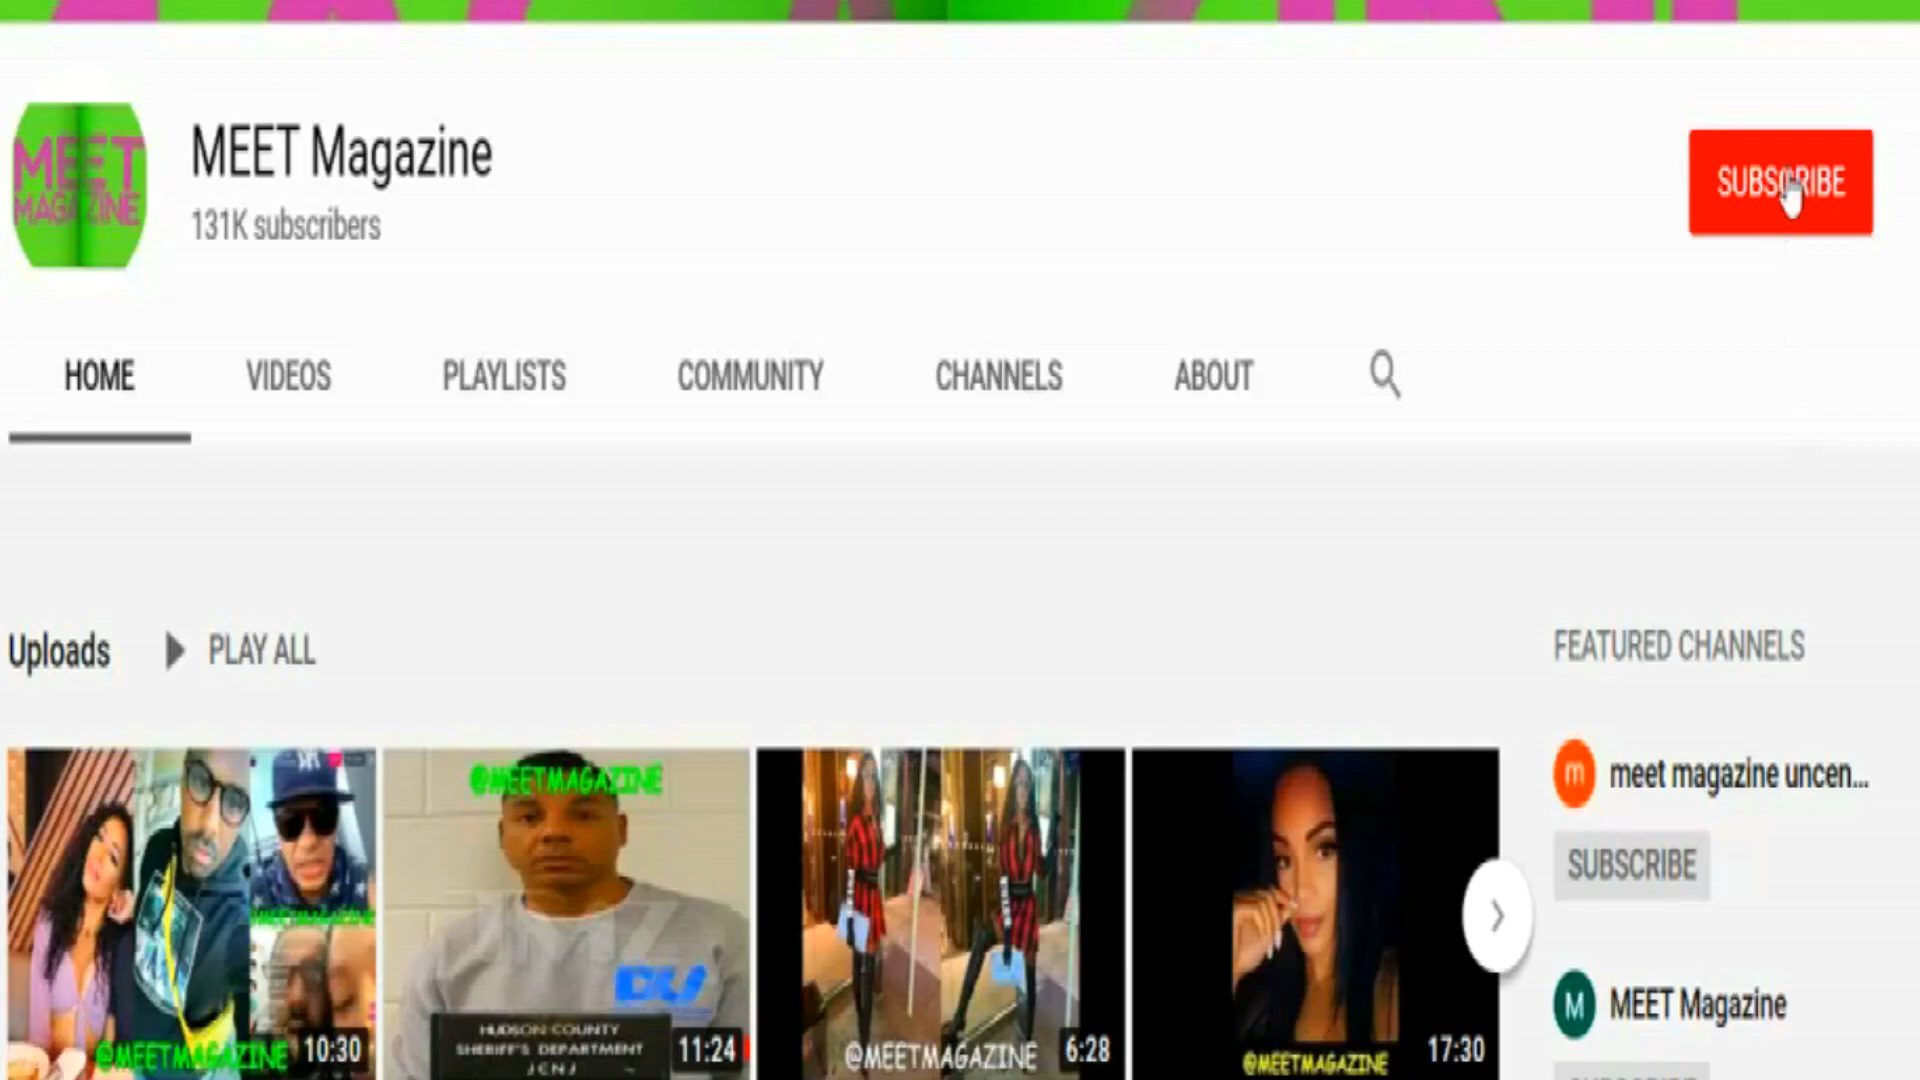 MEET
MAGAZINE
MEET Magazine
131K subscribers
SUBSCRIBE
HOME VIDEOS PLAYLISTS COMMUNITY CHANNELS ABOUT
Uploads PLAY ALL
FEATURED CHANNELS
@MEETMAGAZINE
m meet magazine uncen...
SUBSCRIBE
M MEET Magazine
HUDSON COUNTY
SHERIFF'S DEPARTMENT
JCNJ
@MEETMAGAZINE 10:30
11:24
@MEETMAGAZINE 6:28
@MEETMAGAZINE 17:30